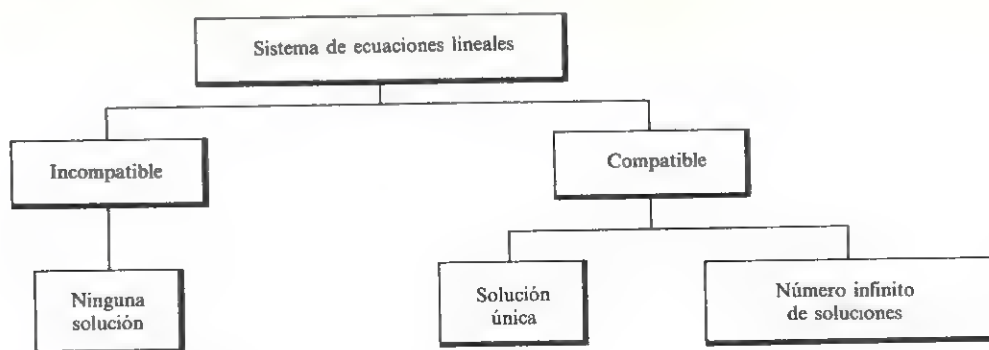 Sistema de ecuaciones lineales
Incompatible
Compatible
Ninguna
solución
Solución
única
Número infinito
de soluciones